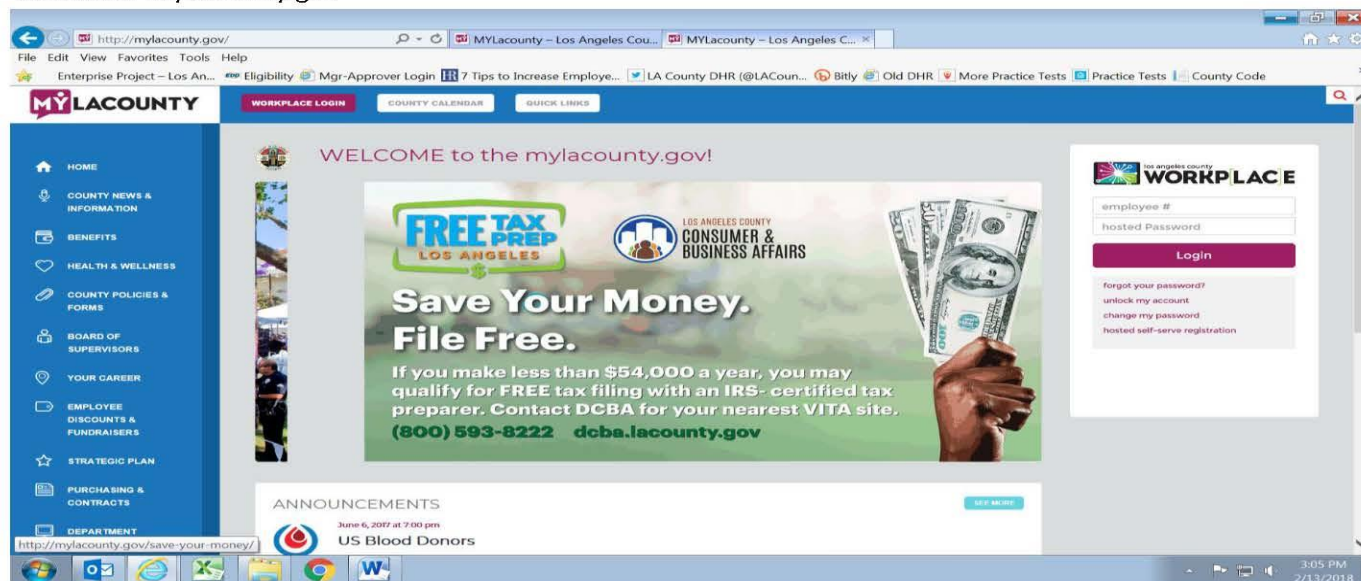 http://mylacounty.gov/
MYLacounty – Los Angeles Cou...
MYLacounty – Los Angeles C...
File Edit View Favorites Tools Help
Enterprise Project – Los An...
Eligibility
Mgr-Approver Login
7 Tips to Increase Employe...
LA County DHR (@LACoun...
Bitly
Old DHR
More Practice Tests
Practice Tests
County Code
MYLACOUNTY
WORKPLACE LOGIN
COUNTY CALENDAR
QUICK LINKS
HOME
COUNTY NEWS &
INFORMATION
BENEFITS
HEALTH & WELLNESS
COUNTY POLICIES &
FORMS
BOARD OF
SUPERVISORS
YOUR CAREER
EMPLOYEE
DISCOUNTS &
FUNDRAISERS
STRATEGIC PLAN
PURCHASING &
CONTRACTS
DEPARTMENT
http://mylacounty.gov/save-your-money/
WELCOME to the mylacounty.gov!
FREE TAX
PREP
LOS ANGELES
$
LOS ANGELES COUNTY
CONSUMER &
BUSINESS AFFAIRS
Save Your Money.
File Free.
If you make less than $54,000 a year, you may
qualify for FREE tax filing with an IRS- certified tax
preparer. Contact DCBA for your nearest VITA site.
(800) 593-8222 dcba.lacounty.gov
ANNOUNCEMENTS
SEE MORE
June 6, 2017 at 7:00 pm
US Blood Donors
los angeles county
WORKPLACE
employee #
hosted Password
Login
forgot your password?
unlock my account
change my password
hosted self-serve registration
3:05 PM
2/13/2018